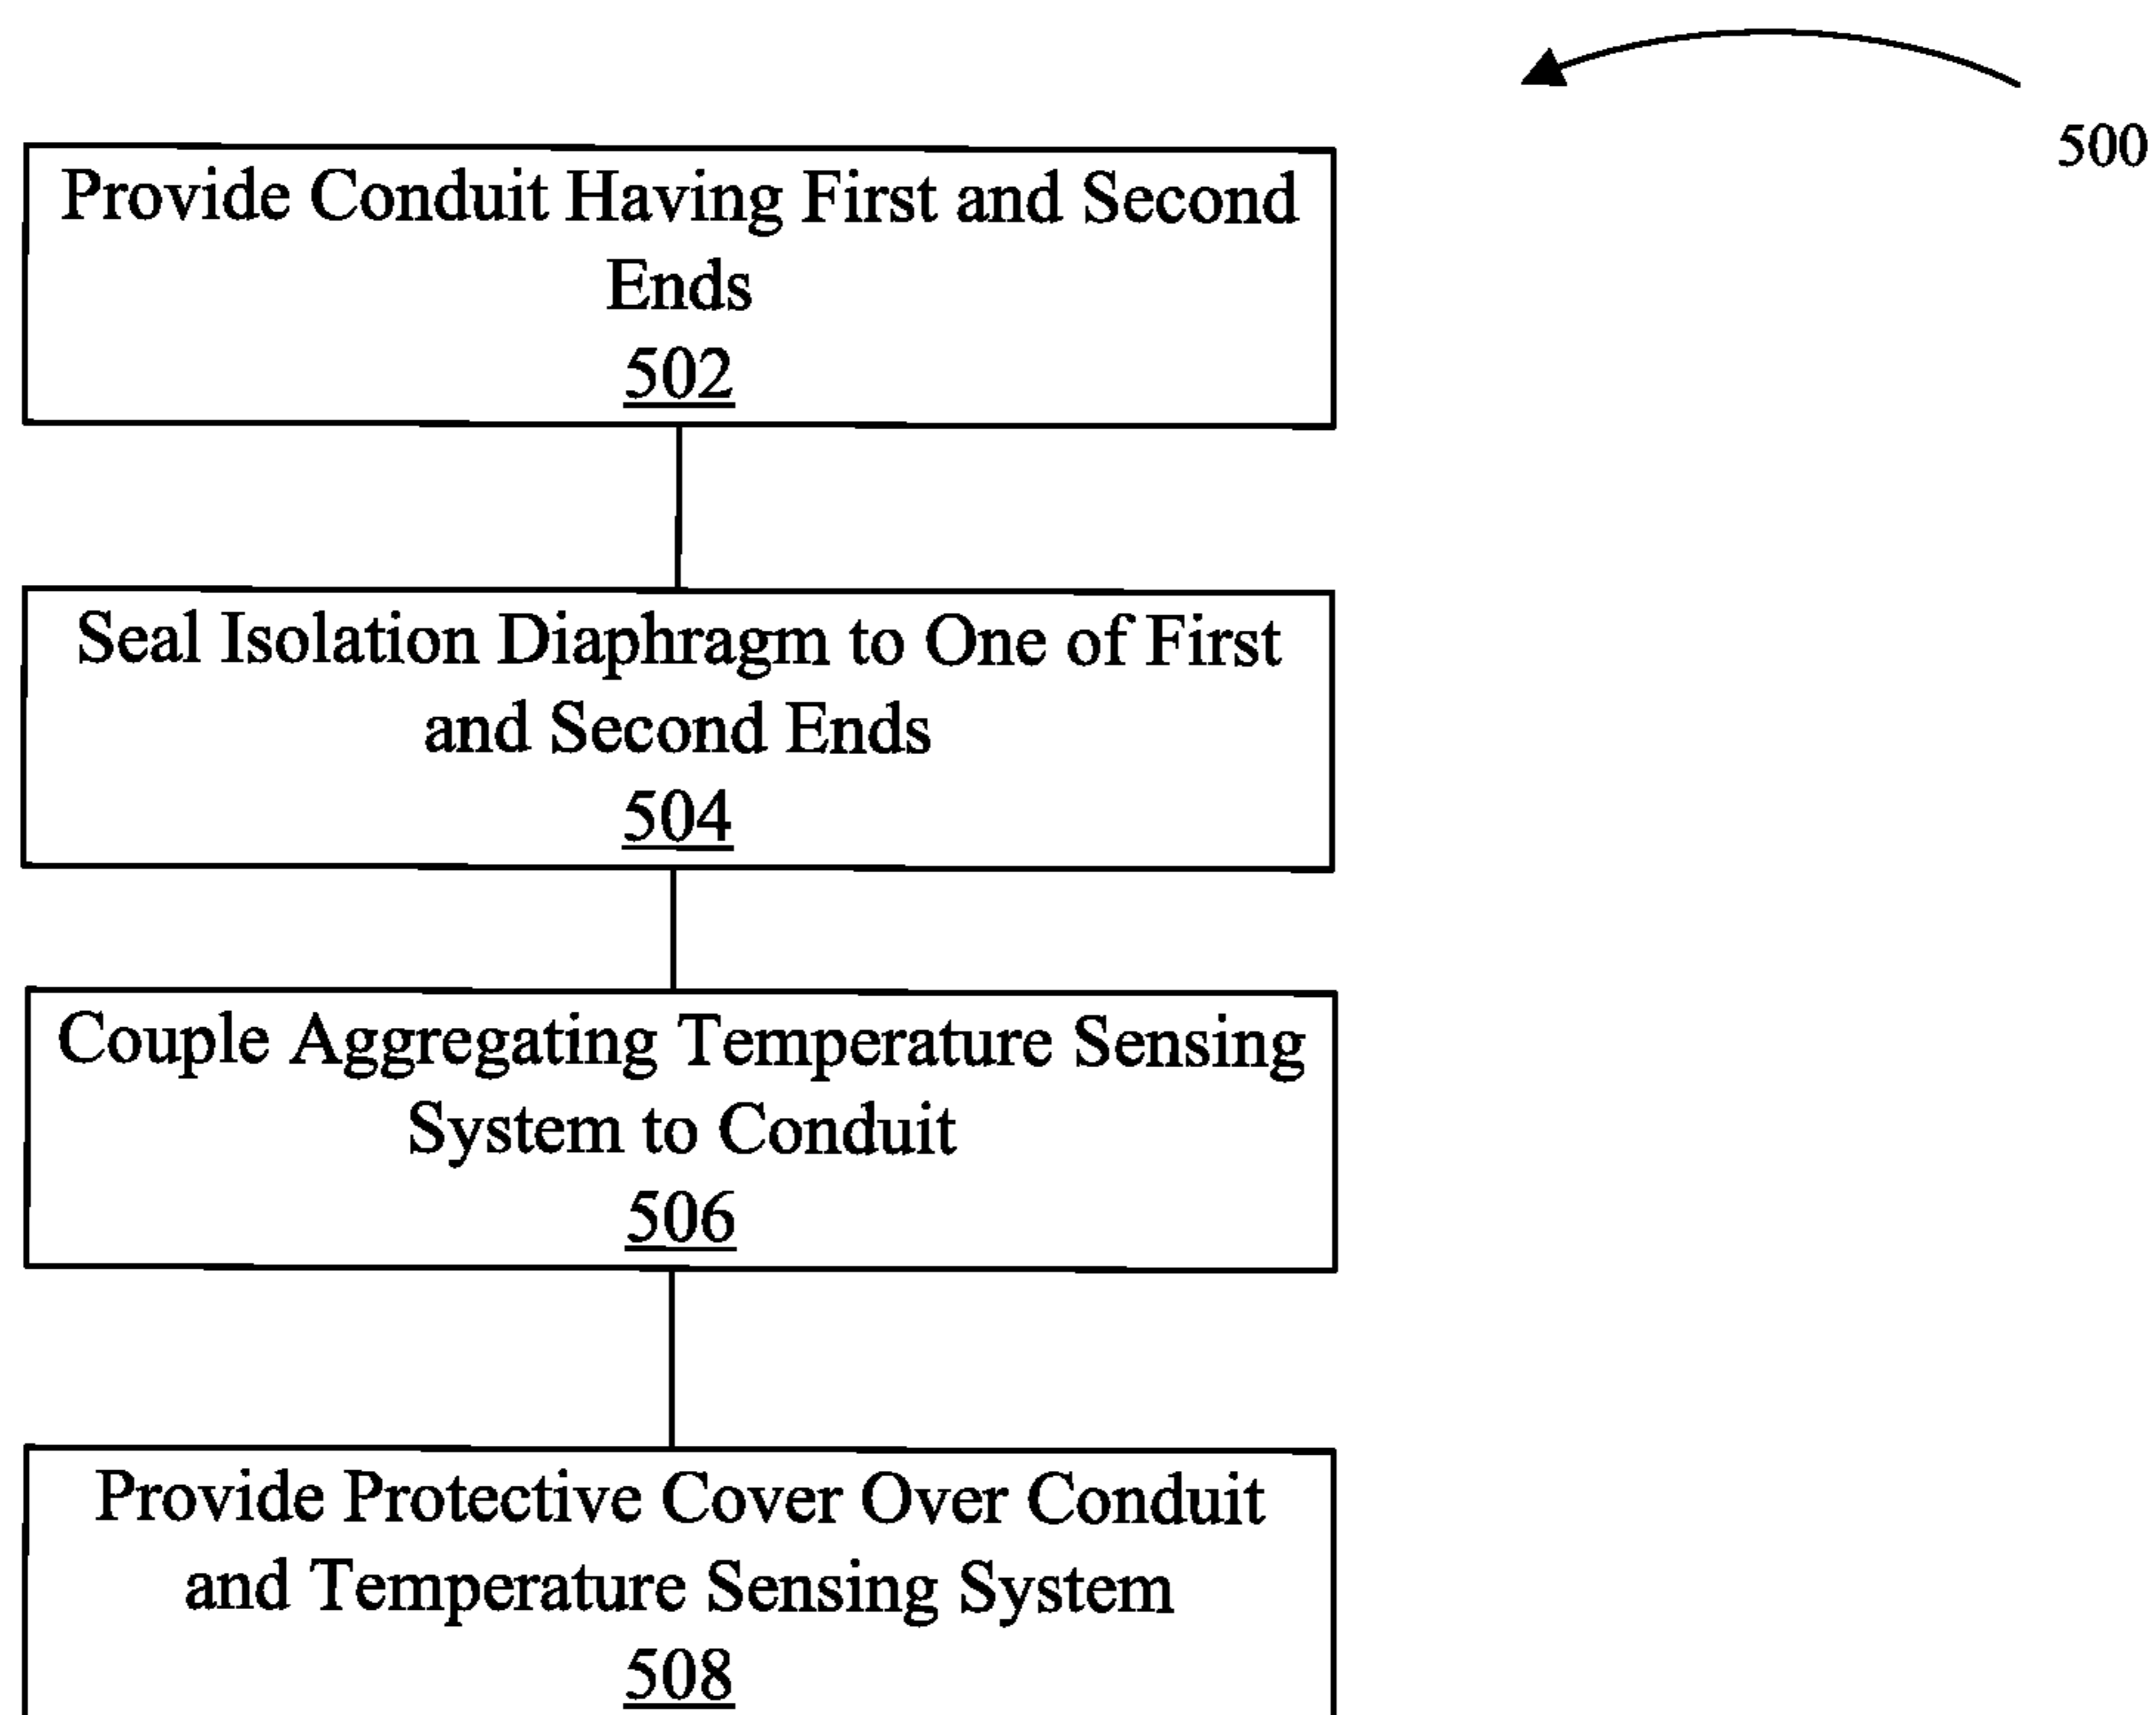 500
Provide Conduit Having First and Second
Ends
502
Seal Isolation Diaphragm to One of First
and Second Ends
504
Couple Aggregating Temperature Sensing
System to Conduit
506
Provide Protective Cover Over Conduit
and Temperature Sensing System
508